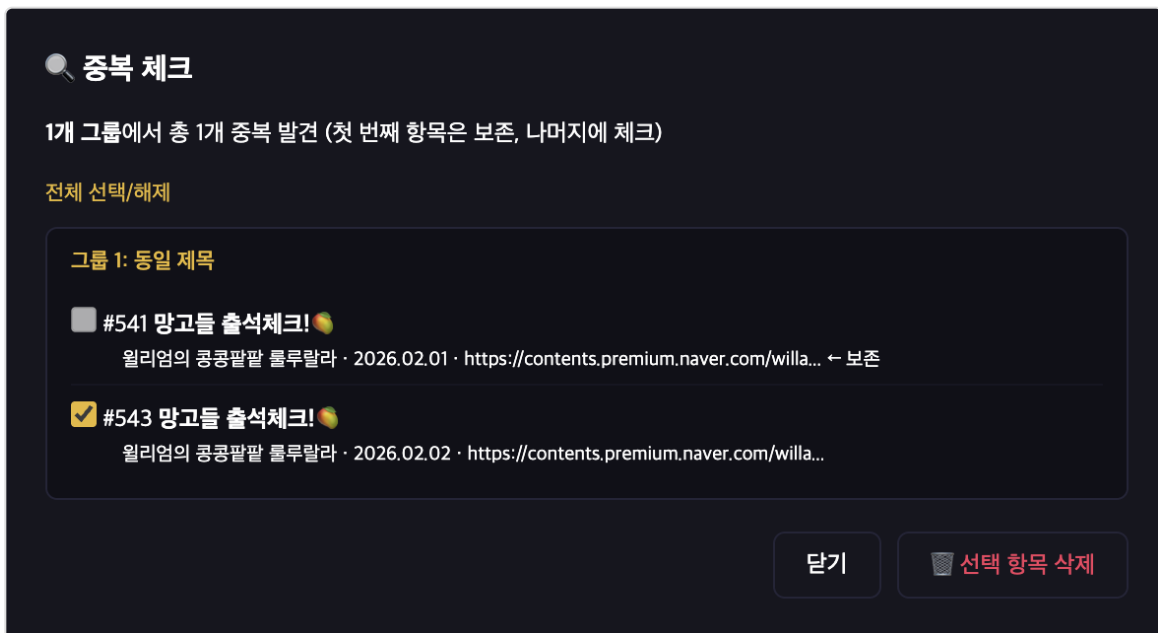 🔍 중복 체크
1개 그룹에서 총 1개 중복 발견 (첫 번째 항목은 보존, 나머지에 체크)
전체 선택/해제
그룹 1: 동일 제목
#541 망고들 출석체크!🥭
윌리엄의 콩콩팥팥 룰루랄라 · 2026.02.01 · https://contents.premium.naver.com/willa... ← 보존
#543 망고들 출석체크!🥭
윌리엄의 콩콩팥팥 룰루랄라 · 2026.02.02 · https://contents.premium.naver.com/willa...
닫기
🗑️ 선택 항목 삭제